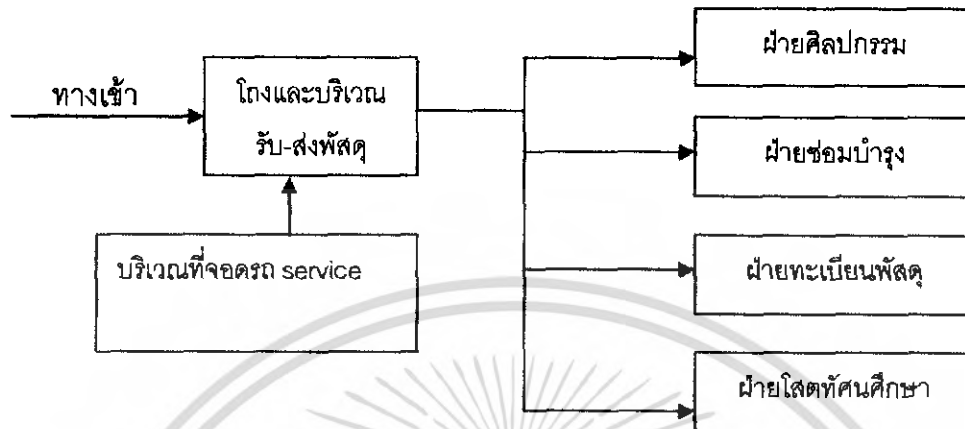 ทางเข้า
โถงและบริเวณ
รับ-ส่งพัสดุ
บริเวณที่จอดรถ service
ฝ่ายศิลปกรรม
ฝ่ายซ่อมบำรุง
ฝ่ายทะเบียนพัสดุ
ฝ่ายโสตทัศนศึกษา